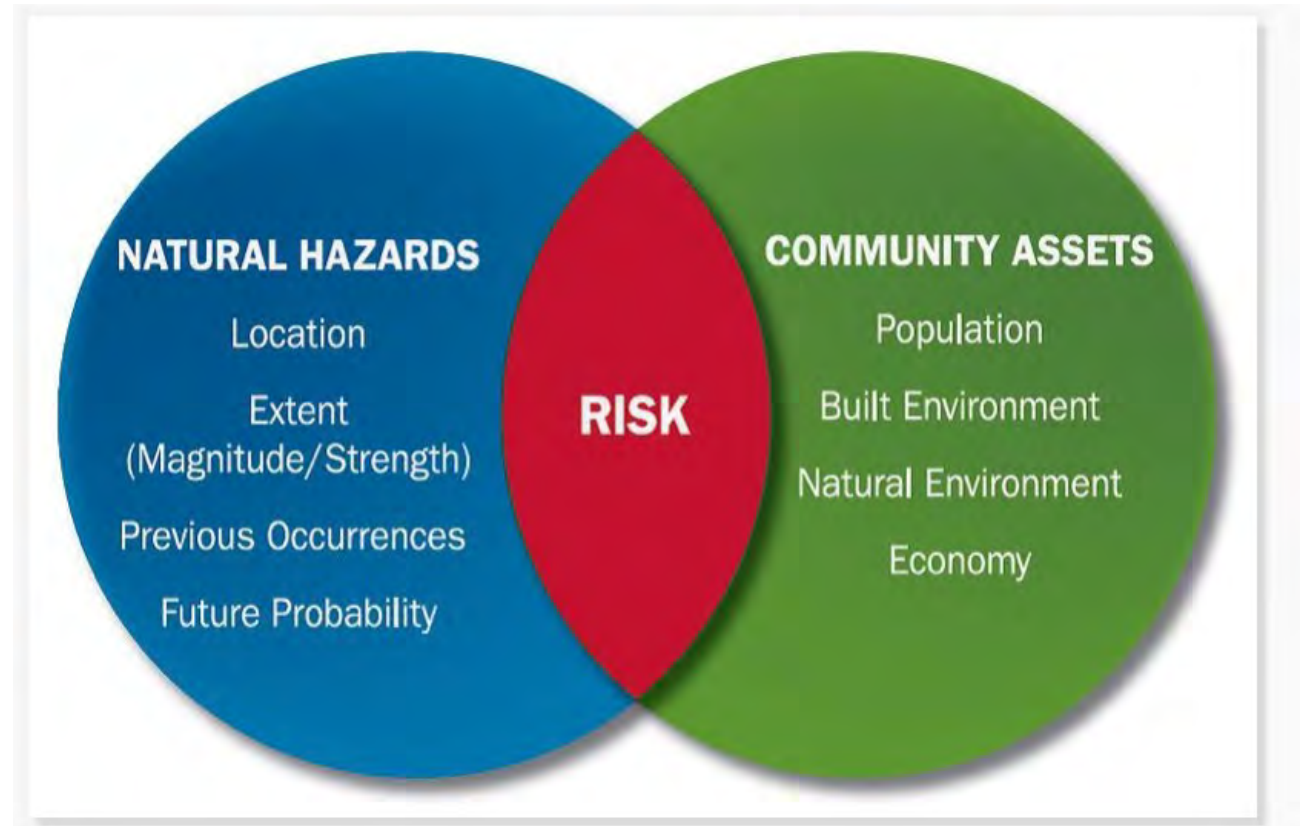 NATURAL HAZARDS
Location
Extent
(Magnitude/Strength)
Previous Occurrences
Future Probability
RISK
COMMUNITY ASSETS
Population
Built Environment
Natural Environment
Economy